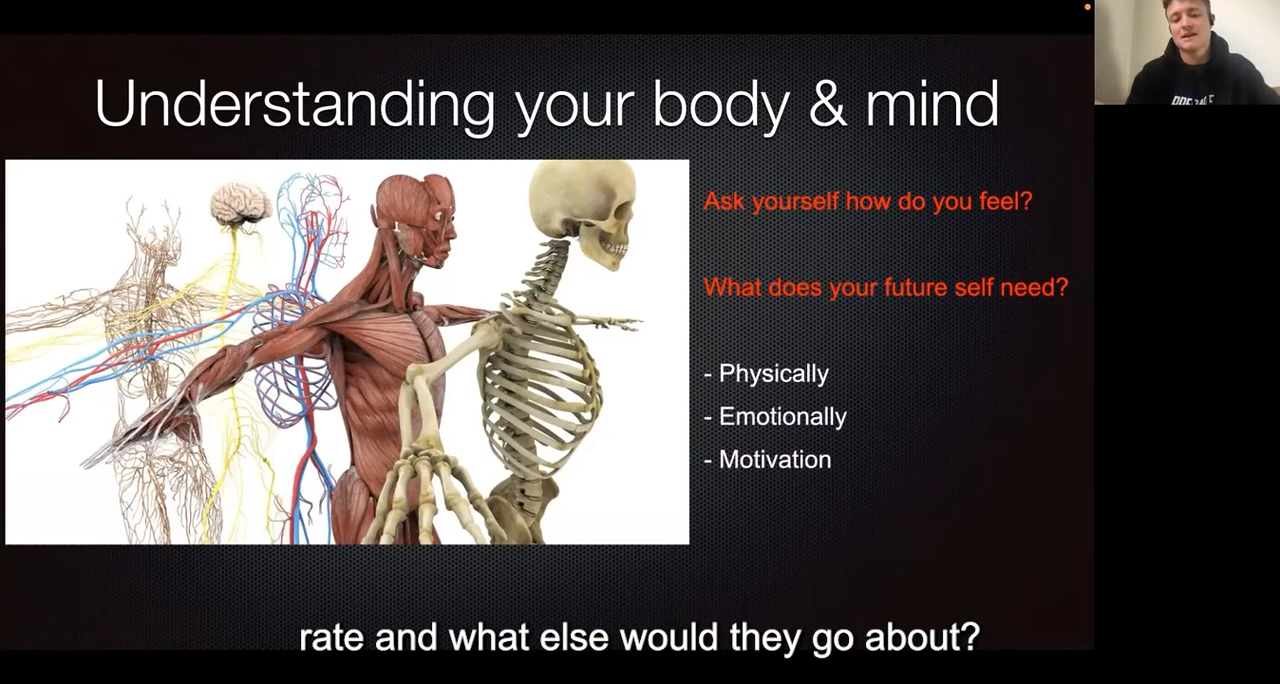 Understanding your body & mind
Ask yourself how do you feel?
What does your future self need?
- Physically
- Emotionally
- Motivation
rate and what else would they go about?